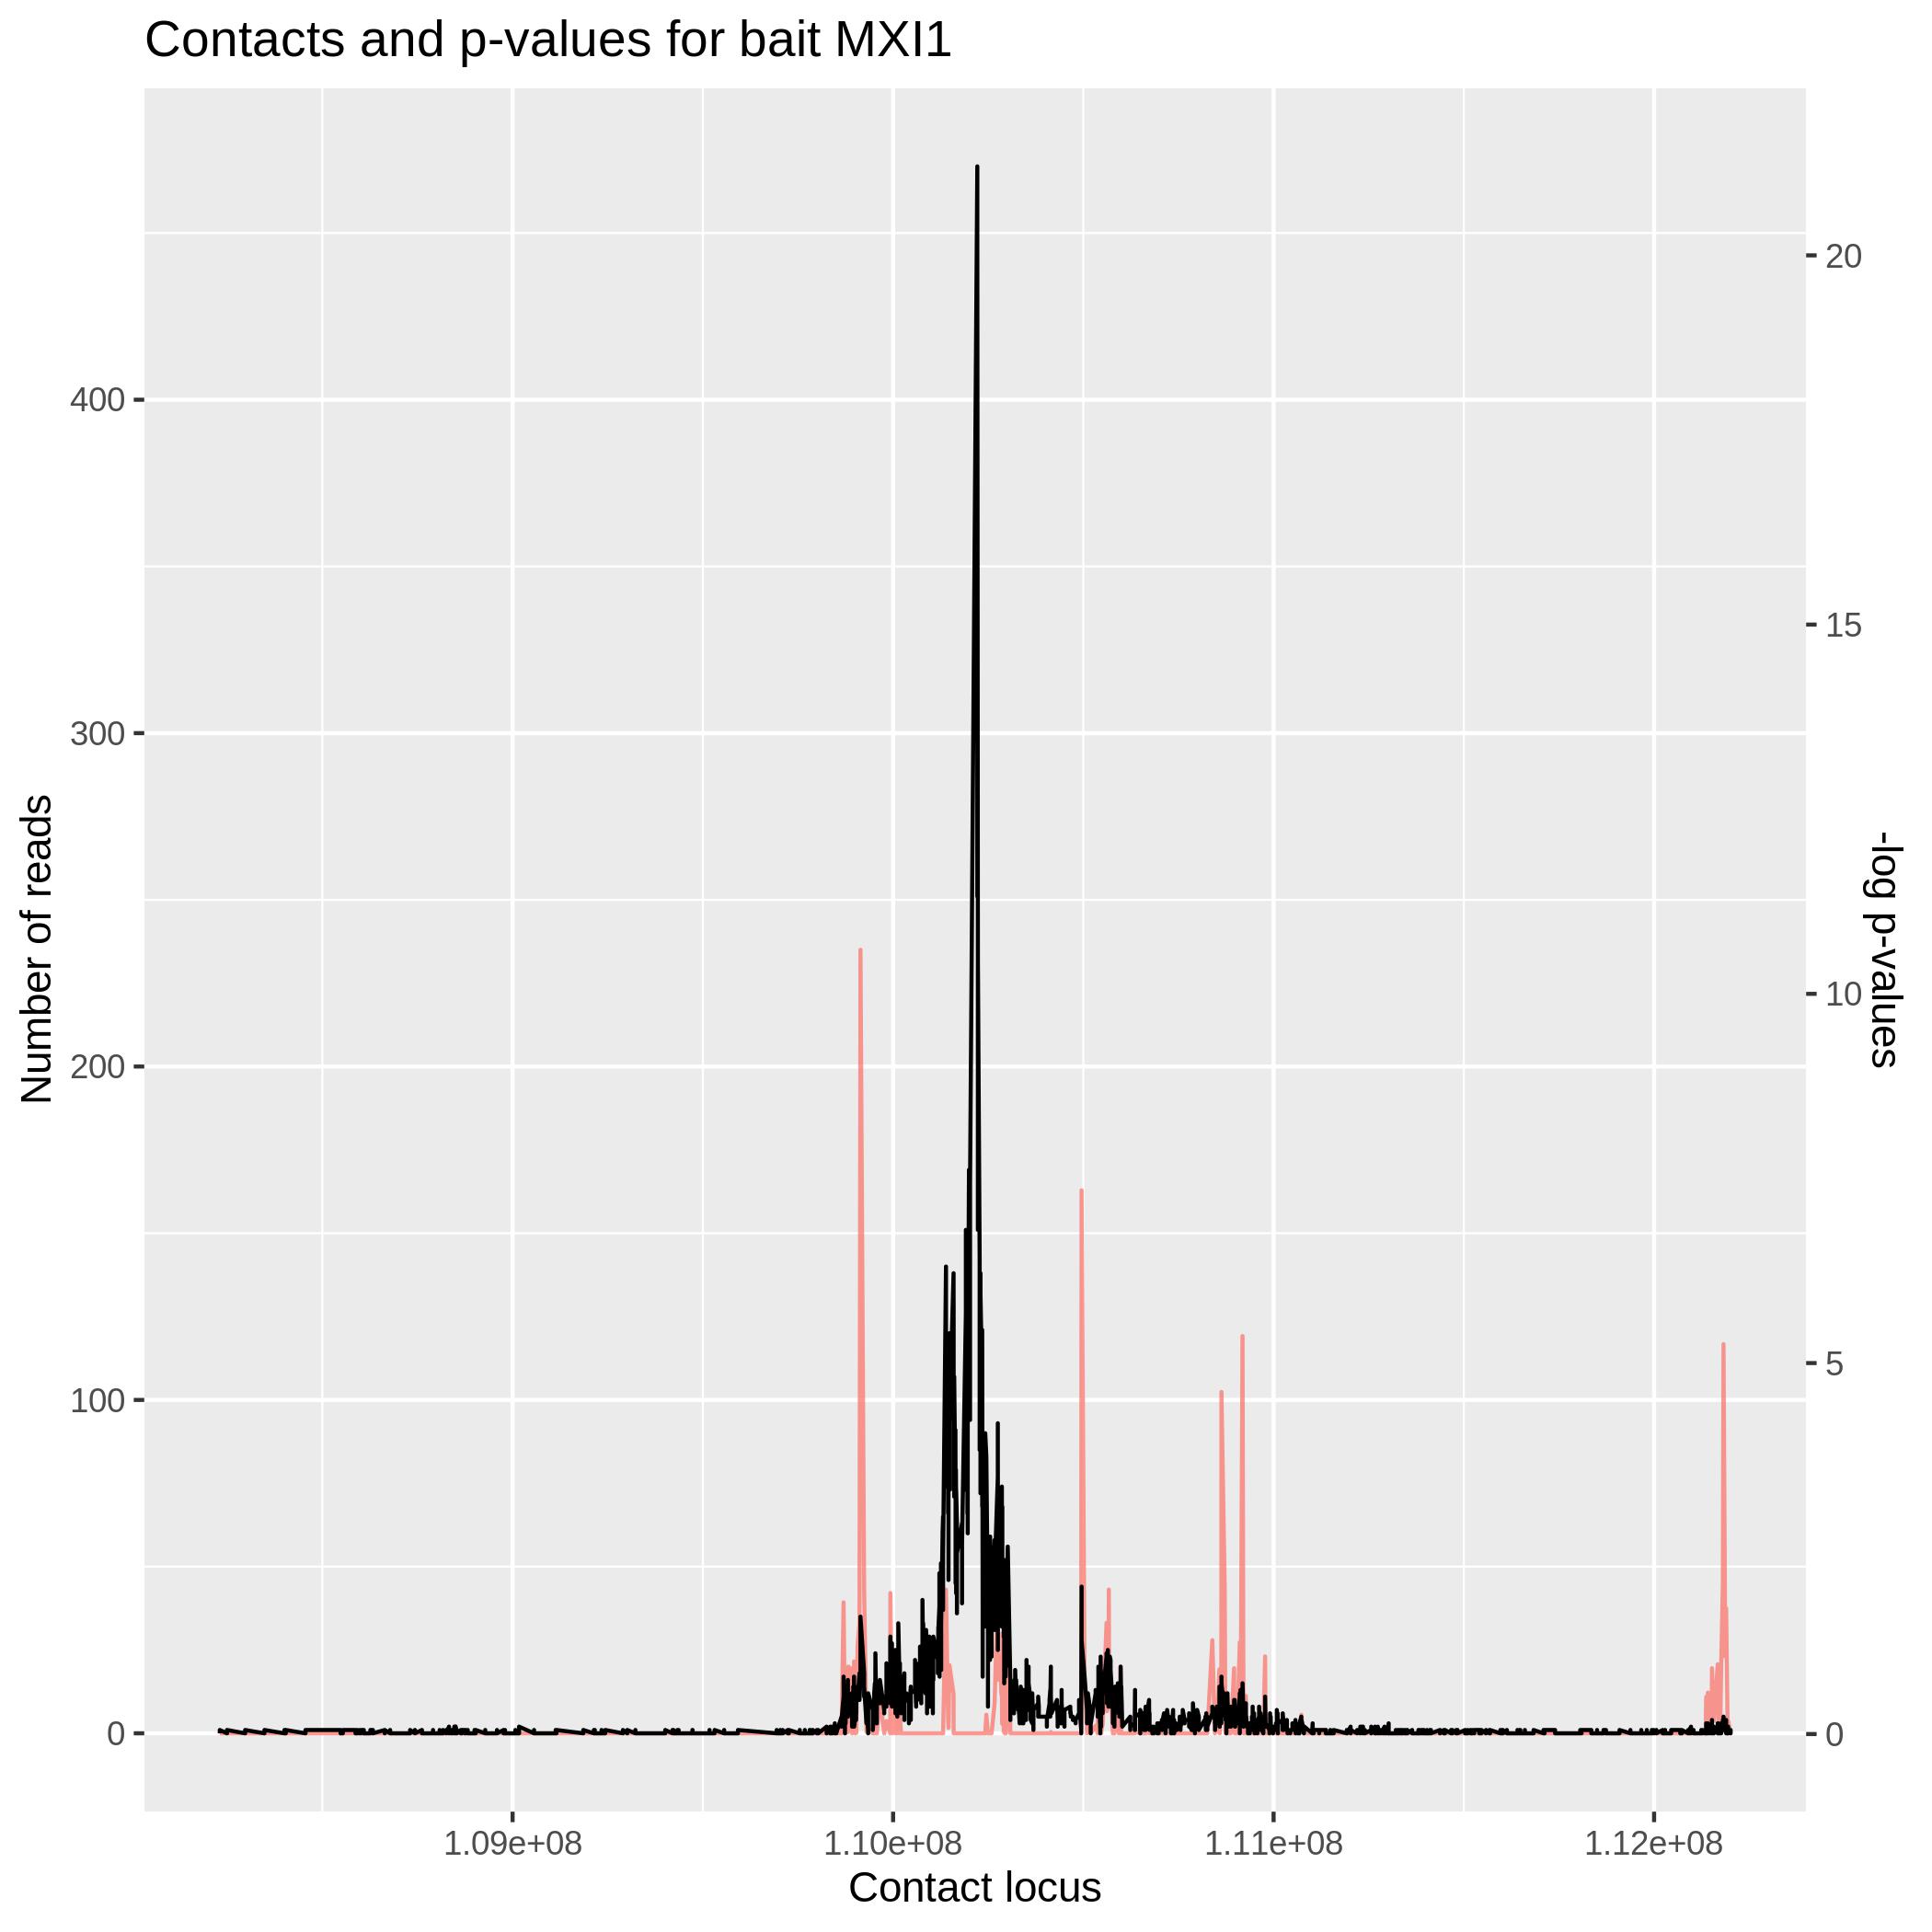 Contacts and p-values for bait MXI1
Number of reads
400
300
200
100
0
20
15
10
5
0
-log p-values
1.09e+08 1.10e+08 1.11e+08 1.12e+08
Contact locus